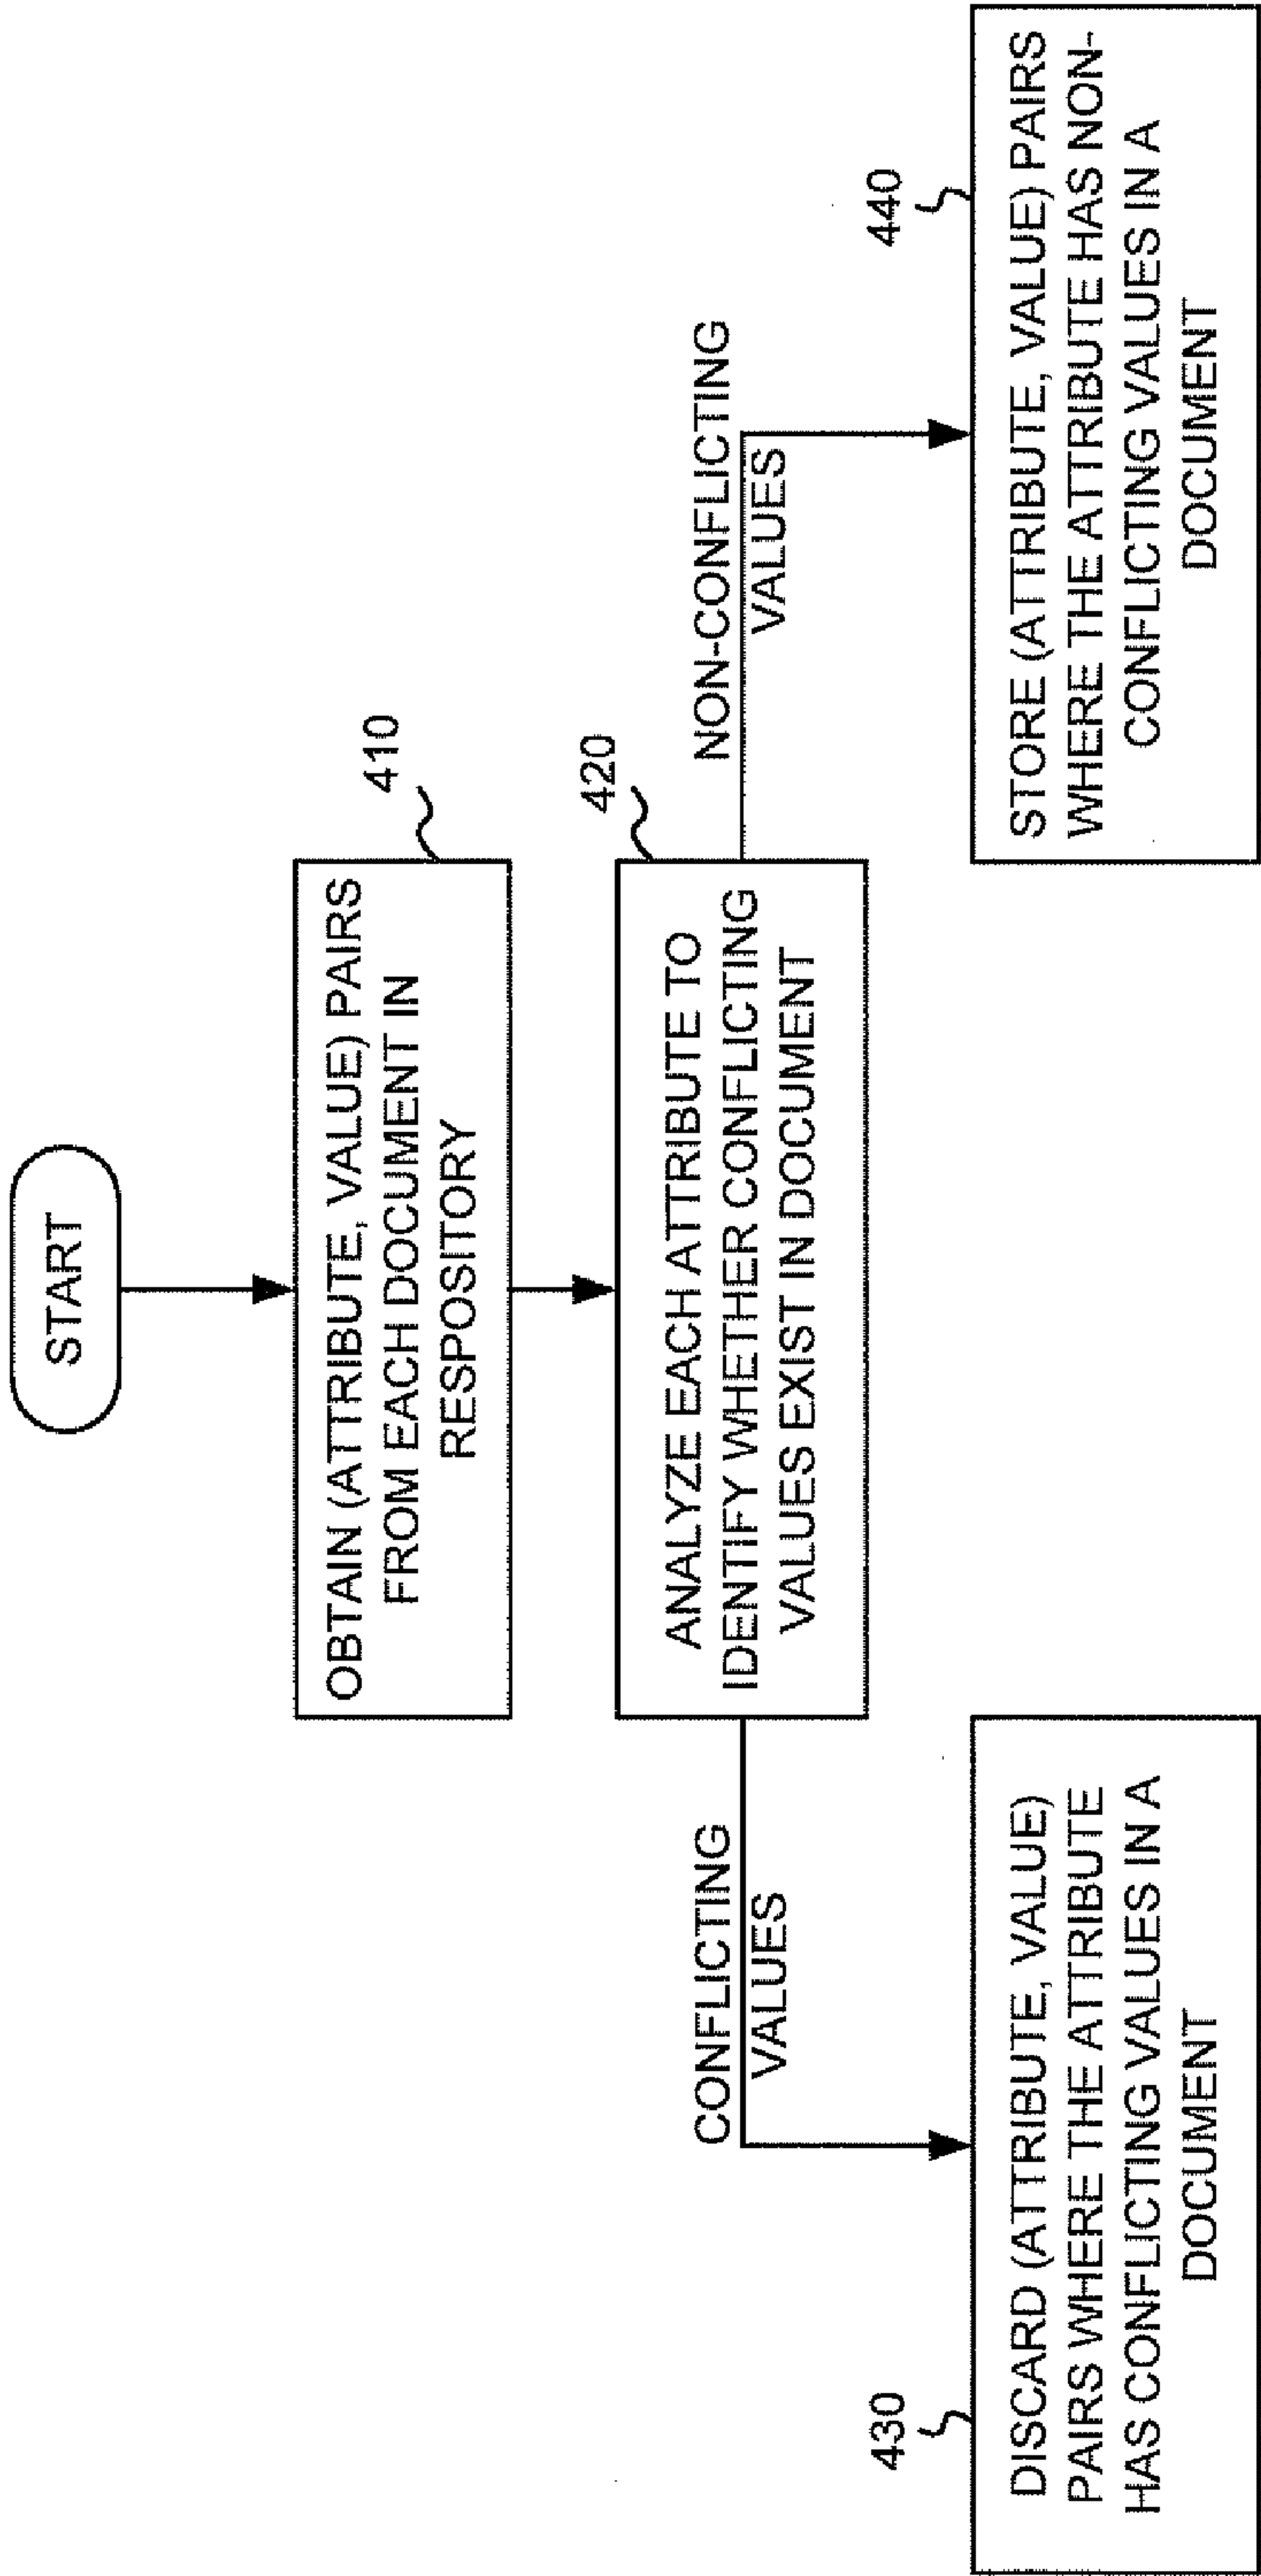 START
410
OBTAIN (ATTRIBUTE, VALUE) PAIRS
FROM EACH DOCUMENT IN
RESPOSITORY
420
ANALYZE EACH ATTRIBUTE TO
IDENTIFY WHETHER CONFLICTING
VALUES EXIST IN DOCUMENT
CONFLICTING
VALUES
NON-CONFLICTING
VALUES
430
DISCARD (ATTRIBUTE, VALUE)
PAIRS WHERE THE ATTRIBUTE
HAS CONFLICTING VALUES IN A
DOCUMENT
440
STORE (ATTRIBUTE, VALUE) PAIRS
WHERE THE ATTRIBUTE HAS NON-
CONFLICTING VALUES IN A
DOCUMENT